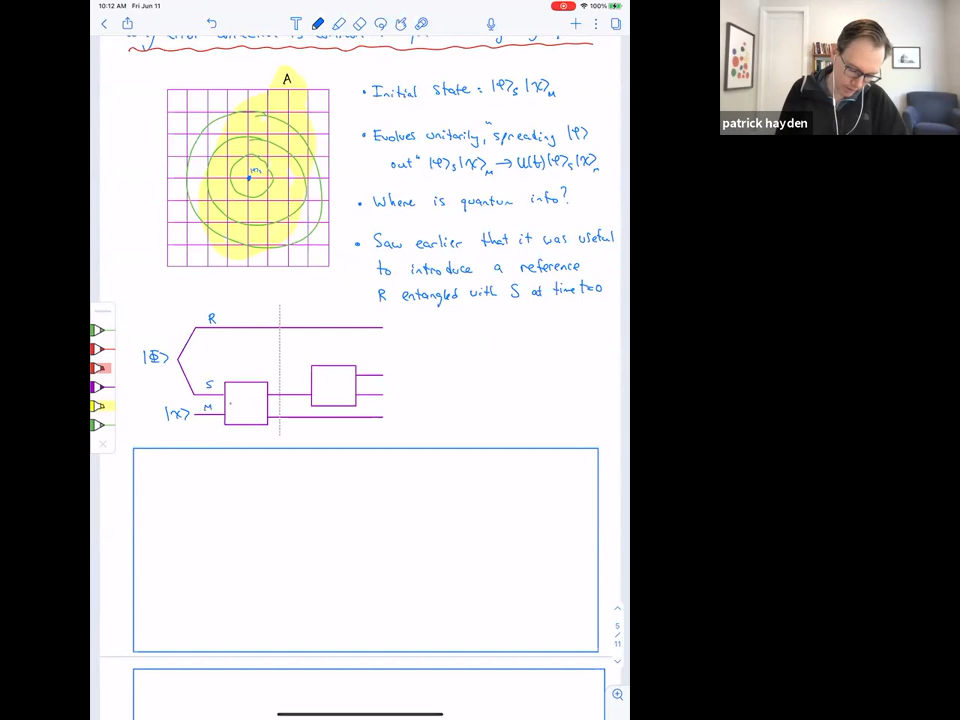 10:12 AM Fri Jun 11
100%
A
• Initial state : |φ⟩_S |χ⟩_M
• Evolves unitarily, "spreading |φ⟩
out" |φ⟩_S |χ⟩_M → U(t)|φ⟩_S |χ⟩_M
• Where is quantum info?
• Saw earlier that it was useful
to introduce a reference
R entangled with S at time t=0
R
|Φ⟩
S
M
|χ⟩
5
/
11
patrick hayden